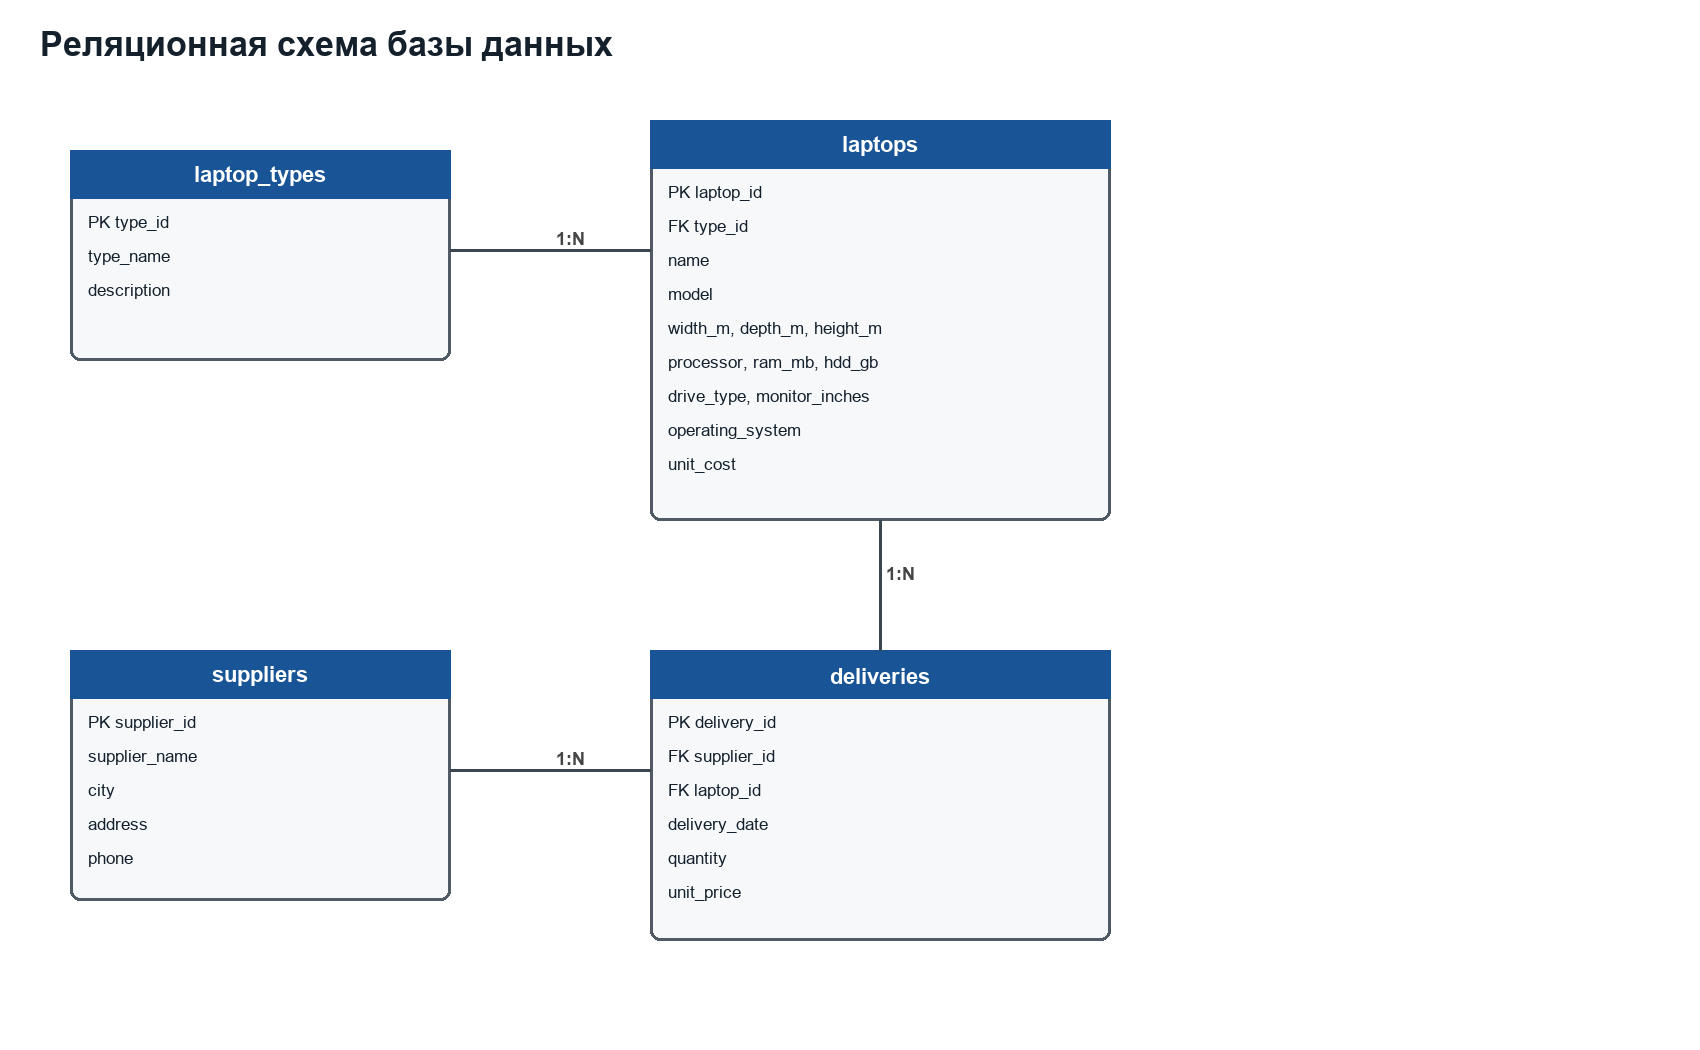 Реляционная схема базы данных
laptop_types
PK type_id
type_name
description
1:N
laptops
PK laptop_id
FK type_id
name
model
width_m, depth_m, height_m
processor, ram_mb, hdd_gb
drive_type, monitor_inches
operating_system
unit_cost
1:N
suppliers
PK supplier_id
supplier_name
city
address
phone
1:N
deliveries
PK delivery_id
FK supplier_id
FK laptop_id
delivery_date
quantity
unit_price